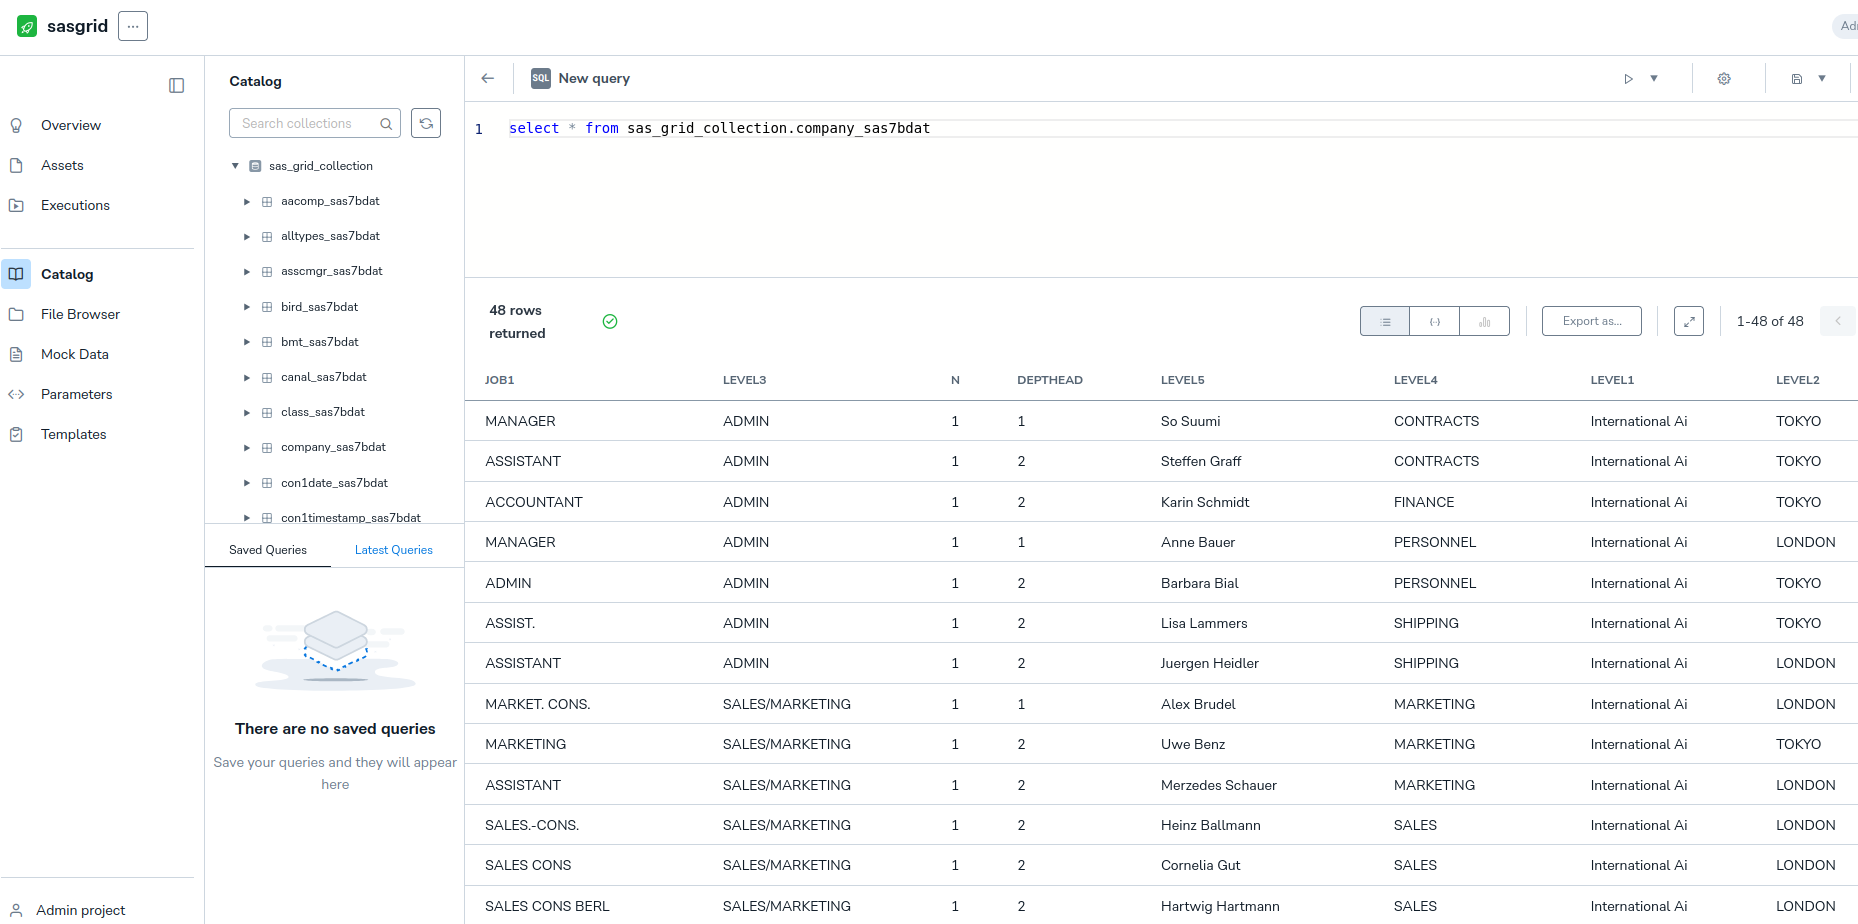 sasgrid ...
Overview
Assets
Executions
Catalog
File Browser
Mock Data
Parameters
Templates
Admin project
Catalog
Search collections
sas_grid_collection
aacomp_sas7bdat
alltypes_sas7bdat
asscmgr_sas7bdat
bird_sas7bdat
bmt_sas7bdat
canal_sas7bdat
class_sas7bdat
company_sas7bdat
con1date_sas7bdat
con1timestamp_sas7bdat
Saved Queries Latest Queries
There are no saved queries
Save your queries and they will appear
here
SQL New query
1 select * from sas_grid_collection.company_sas7bdat
48 rows
returned
Export as...
1-48 of 48
JOB1 LEVEL3 N DEPTHEAD LEVEL5 LEVEL4 LEVEL1 LEVEL2
MANAGER ADMIN 1 1 So Suumi CONTRACTS International Ai TOKYO
ASSISTANT ADMIN 1 2 Steffen Graff CONTRACTS International Ai TOKYO
ACCOUNTANT ADMIN 1 2 Karin Schmidt FINANCE International Ai TOKYO
MANAGER ADMIN 1 1 Anne Bauer PERSONNEL International Ai LONDON
ADMIN ADMIN 1 2 Barbara Bial PERSONNEL International Ai TOKYO
ASSIST. ADMIN 1 2 Lisa Lammers SHIPPING International Ai TOKYO
ASSISTANT ADMIN 1 2 Juergen Heidler SHIPPING International Ai LONDON
MARKET. CONS. SALES/MARKETING 1 1 Alex Brudel MARKETING International Ai LONDON
MARKETING SALES/MARKETING 1 2 Uwe Benz MARKETING International Ai TOKYO
ASSISTANT SALES/MARKETING 1 2 Merzedes Schauer MARKETING International Ai LONDON
SALES.-CONS. SALES/MARKETING 1 2 Heinz Ballmann SALES International Ai LONDON
SALES CONS SALES/MARKETING 1 2 Cornelia Gut SALES International Ai LONDON
SALES CONS BERL SALES/MARKETING 1 2 Hartwig Hartmann SALES International Ai LONDON